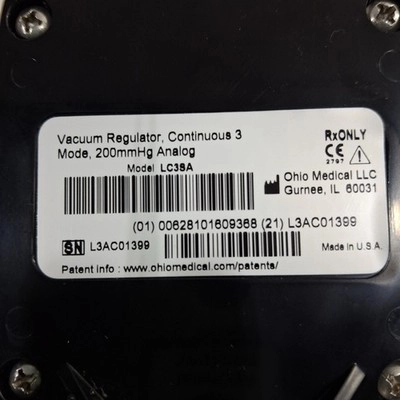 Vacuum Regulator, Continuous 3
Mode, 200mmHg Analog
Model LC3SA
RxONLY
CE
2797
Ohio Medical LLC
Gurnee, IL 60031
(01) 00628101609368 (21) L3AC01399
SN L3AC01399
Made in U.S.A.
Patent info : www.ohiomedical.com/patents/